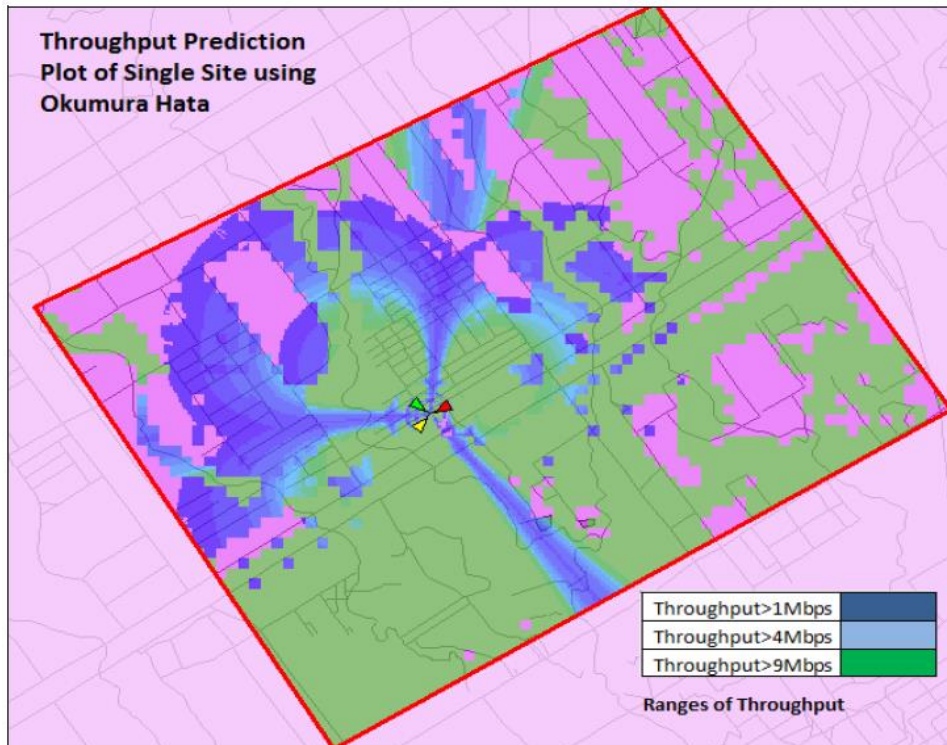 Throughput Prediction
Plot of Single Site using
Okumura Hata
Throughput>1Mbps
Throughput>4Mbps
Throughput>9Mbps
Ranges of Throughput